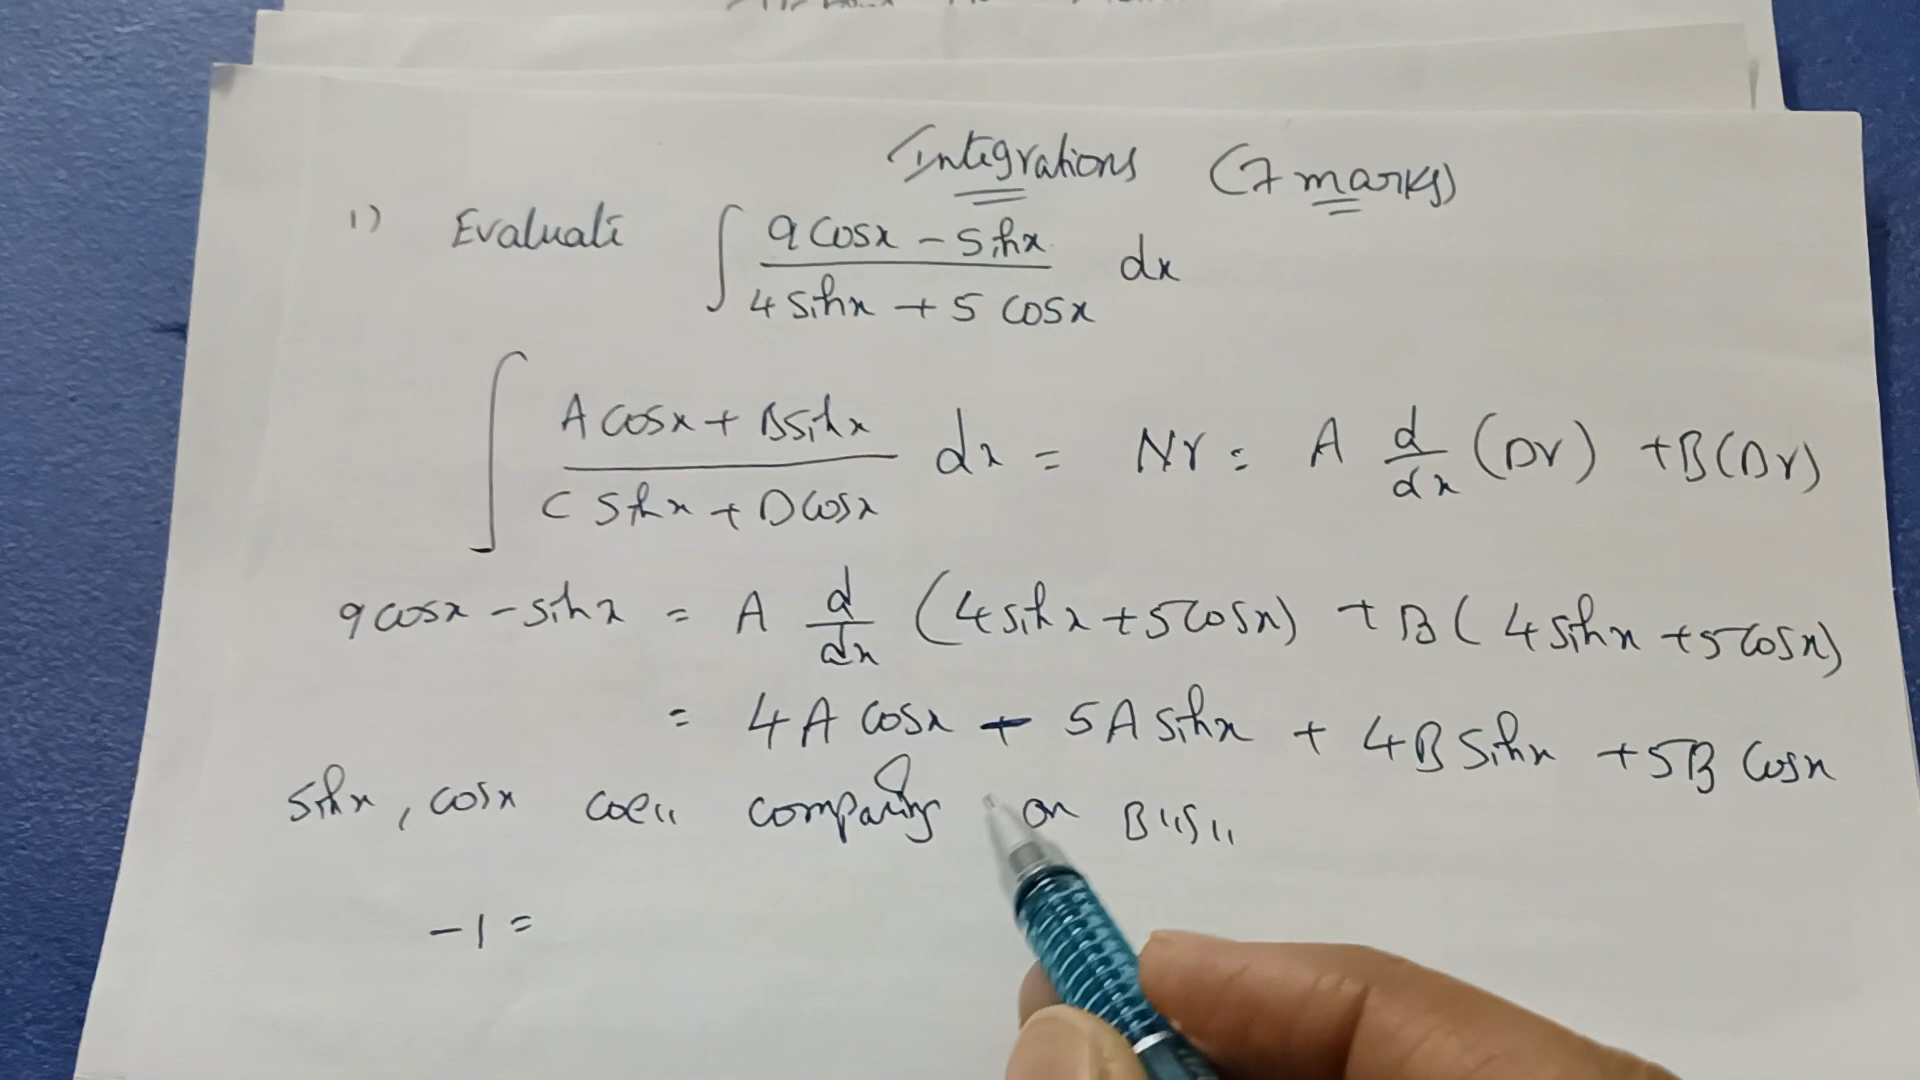 Integrations (7 marks)
1) Evaluate ∫ (9 cosx - sinx)/(4 sinx + 5 cosx) dx
∫ (A cosx + B sinx)/(C sinx + D cosx) dx = Nr = A d/dx (Dr) + B(Dr)
9 cosx - sinx = A d/dx (4 sinx + 5 cosx) + B (4 sinx + 5 cosx)
= 4A cosx - 5A sinx + 4B sinx + 5B cosx
sinx, cosx coe,, comparing on B,,S,,
-1 =